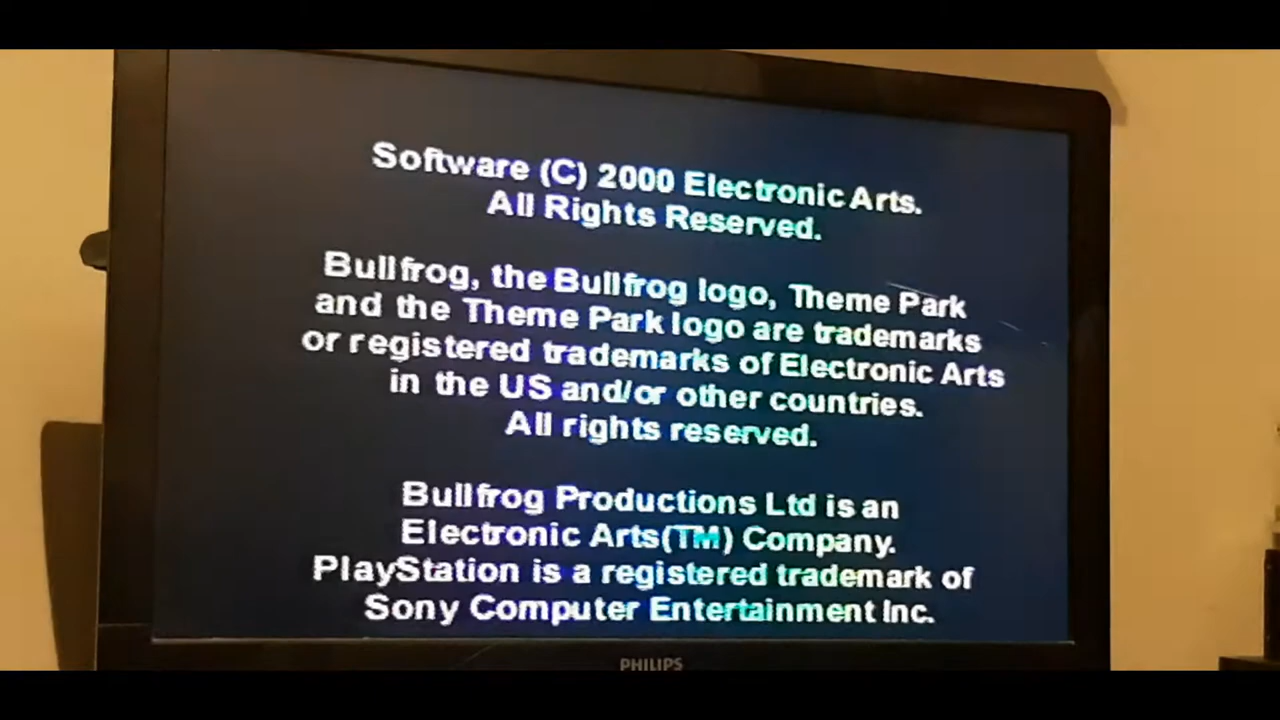 Software (C) 2000 Electronic Arts.
All Rights Reserved.
Bullfrog, the Bullfrog logo, Theme Park
and the Theme Park logo are trademarks
or registered trademarks of Electronic Arts
in the US and/or other countries.
All rights reserved.
Bullfrog Productions Ltd is an
Electronic Arts(TM) Company.
PlayStation is a registered trademark of
Sony Computer Entertainment Inc.
PHILIPS